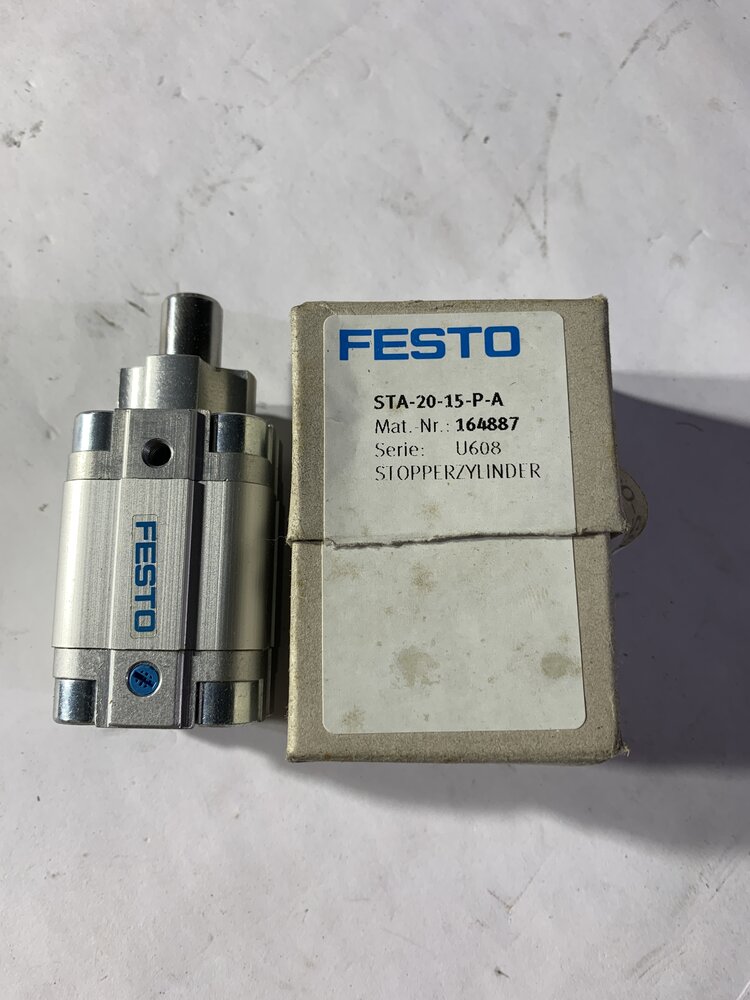 FESTO
FESTO
STA-20-15-P-A
Mat.-Nr.: 164887
Serie: U608
STOPPERZYLINDER